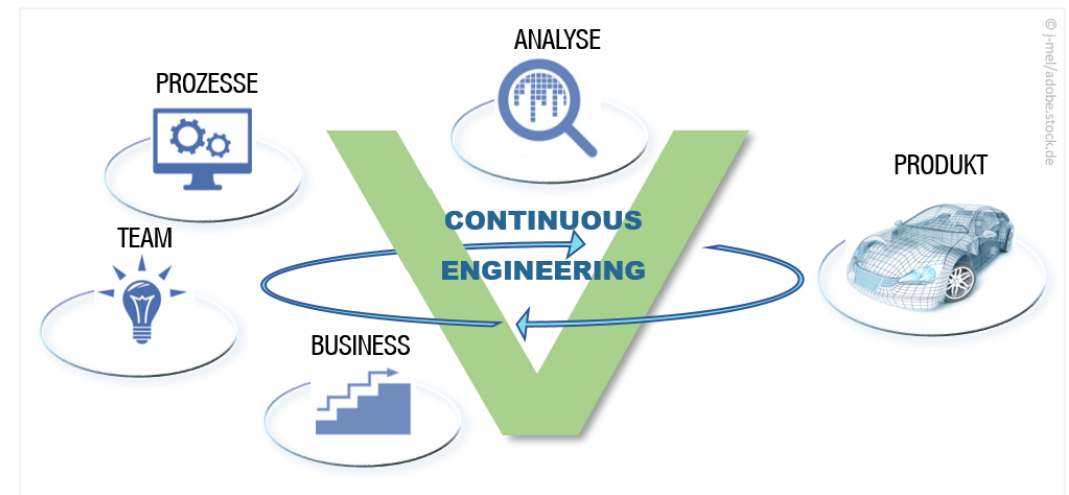 ANALYSE
PROZESSE
PRODUKT
TEAM
CONTINUOUS
ENGINEERING
BUSINESS
© j-mel/adobe.stock.de